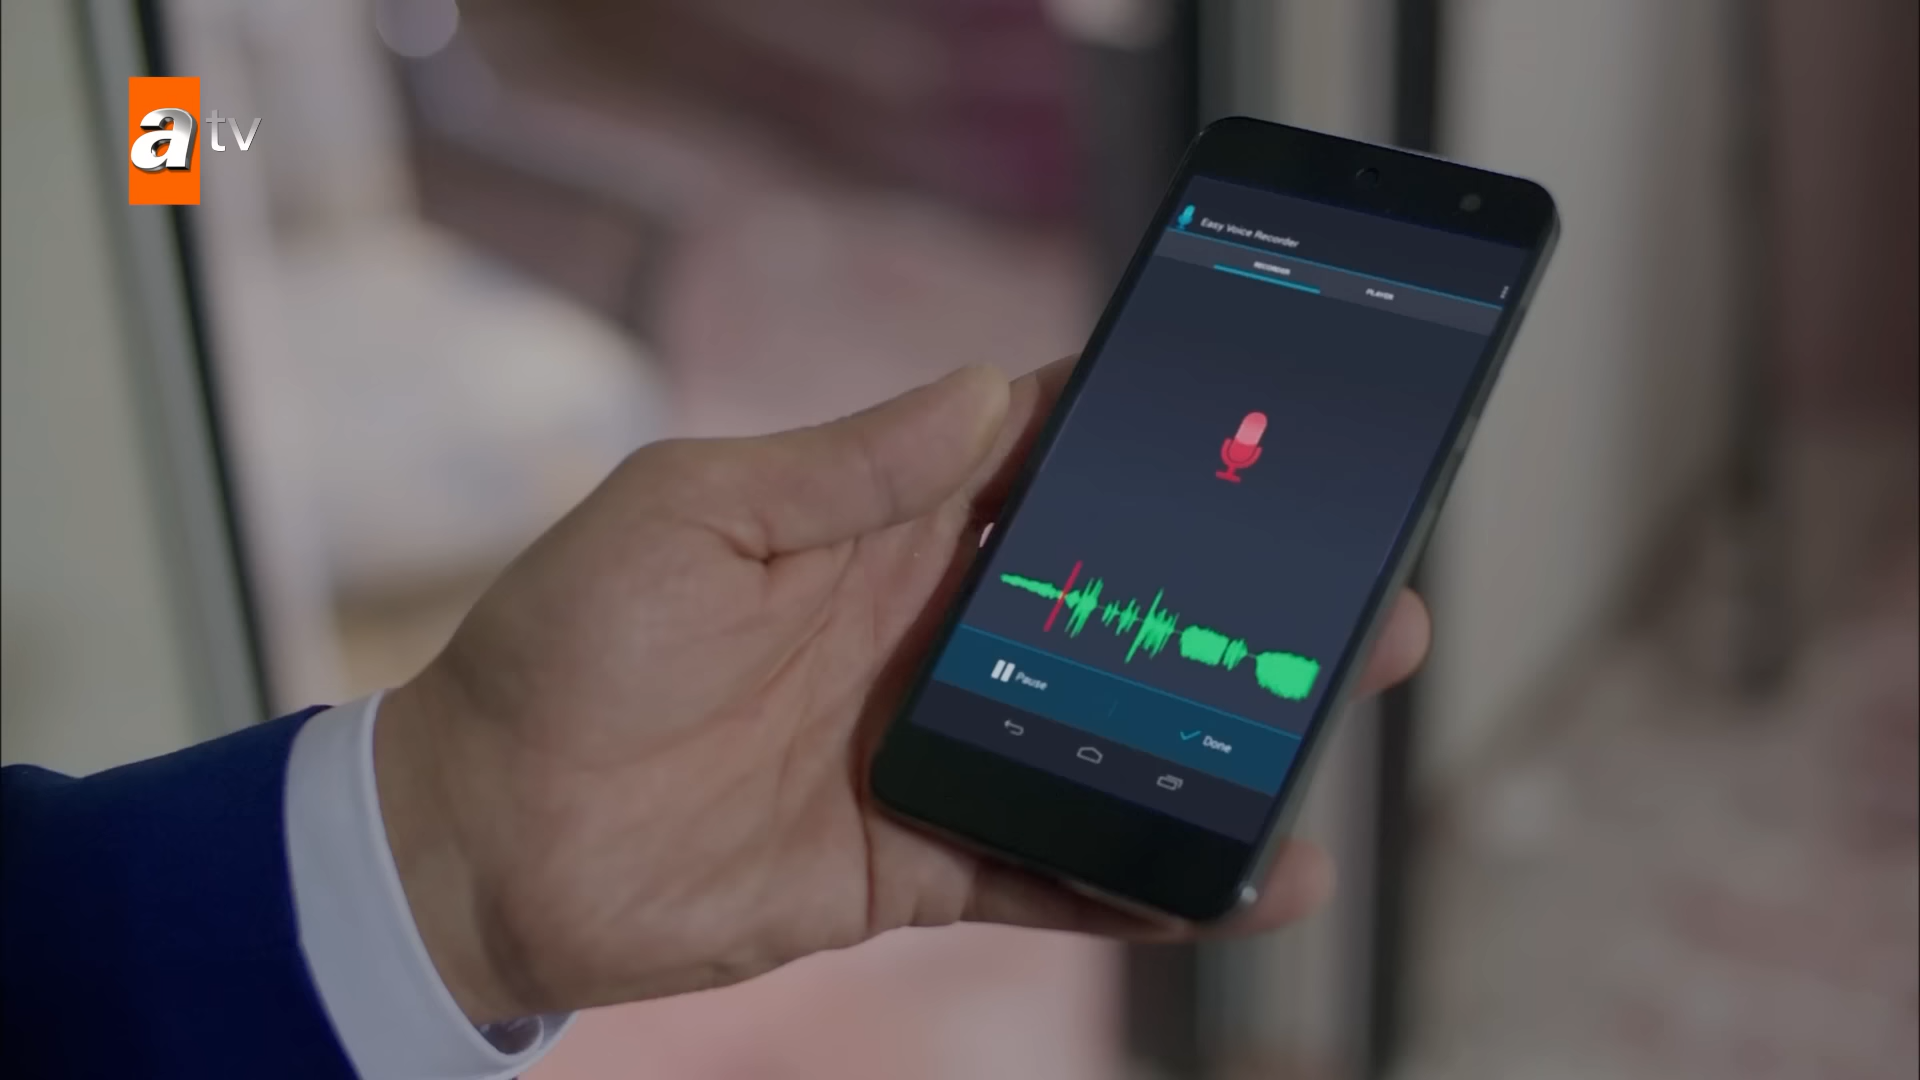 atv
Easy Voice Recorder
RECORDER
PLAYER
Pause
Done